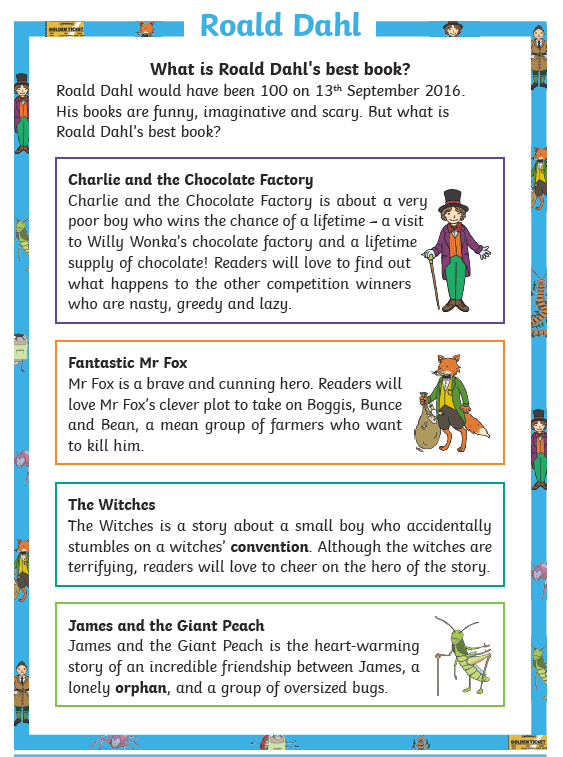 Roald Dahl
GOLDEN TICKET
What is Roald Dahl's best book?
Roald Dahl would have been 100 on 13th September 2016.
His books are funny, imaginative and scary. But what is
Roald Dahl's best book?
Charlie and the Chocolate Factory
Charlie and the Chocolate Factory is about a very
poor boy who wins the chance of a lifetime – a visit
to Willy Wonka's chocolate factory and a lifetime
supply of chocolate! Readers will love to find out
what happens to the other competition winners
who are nasty, greedy and lazy.
Fantastic Mr Fox
Mr Fox is a brave and cunning hero. Readers will
love Mr Fox's clever plot to take on Boggis, Bunce
and Bean, a mean group of farmers who want
to kill him.
The Witches
The Witches is a story about a small boy who accidentally
stumbles on a witches' convention. Although the witches are
terrifying, readers will love to cheer on the hero of the story.
James and the Giant Peach
James and the Giant Peach is the heart-warming
story of an incredible friendship between James, a
lonely orphan, and a group of oversized bugs.
GOLDEN TICKET